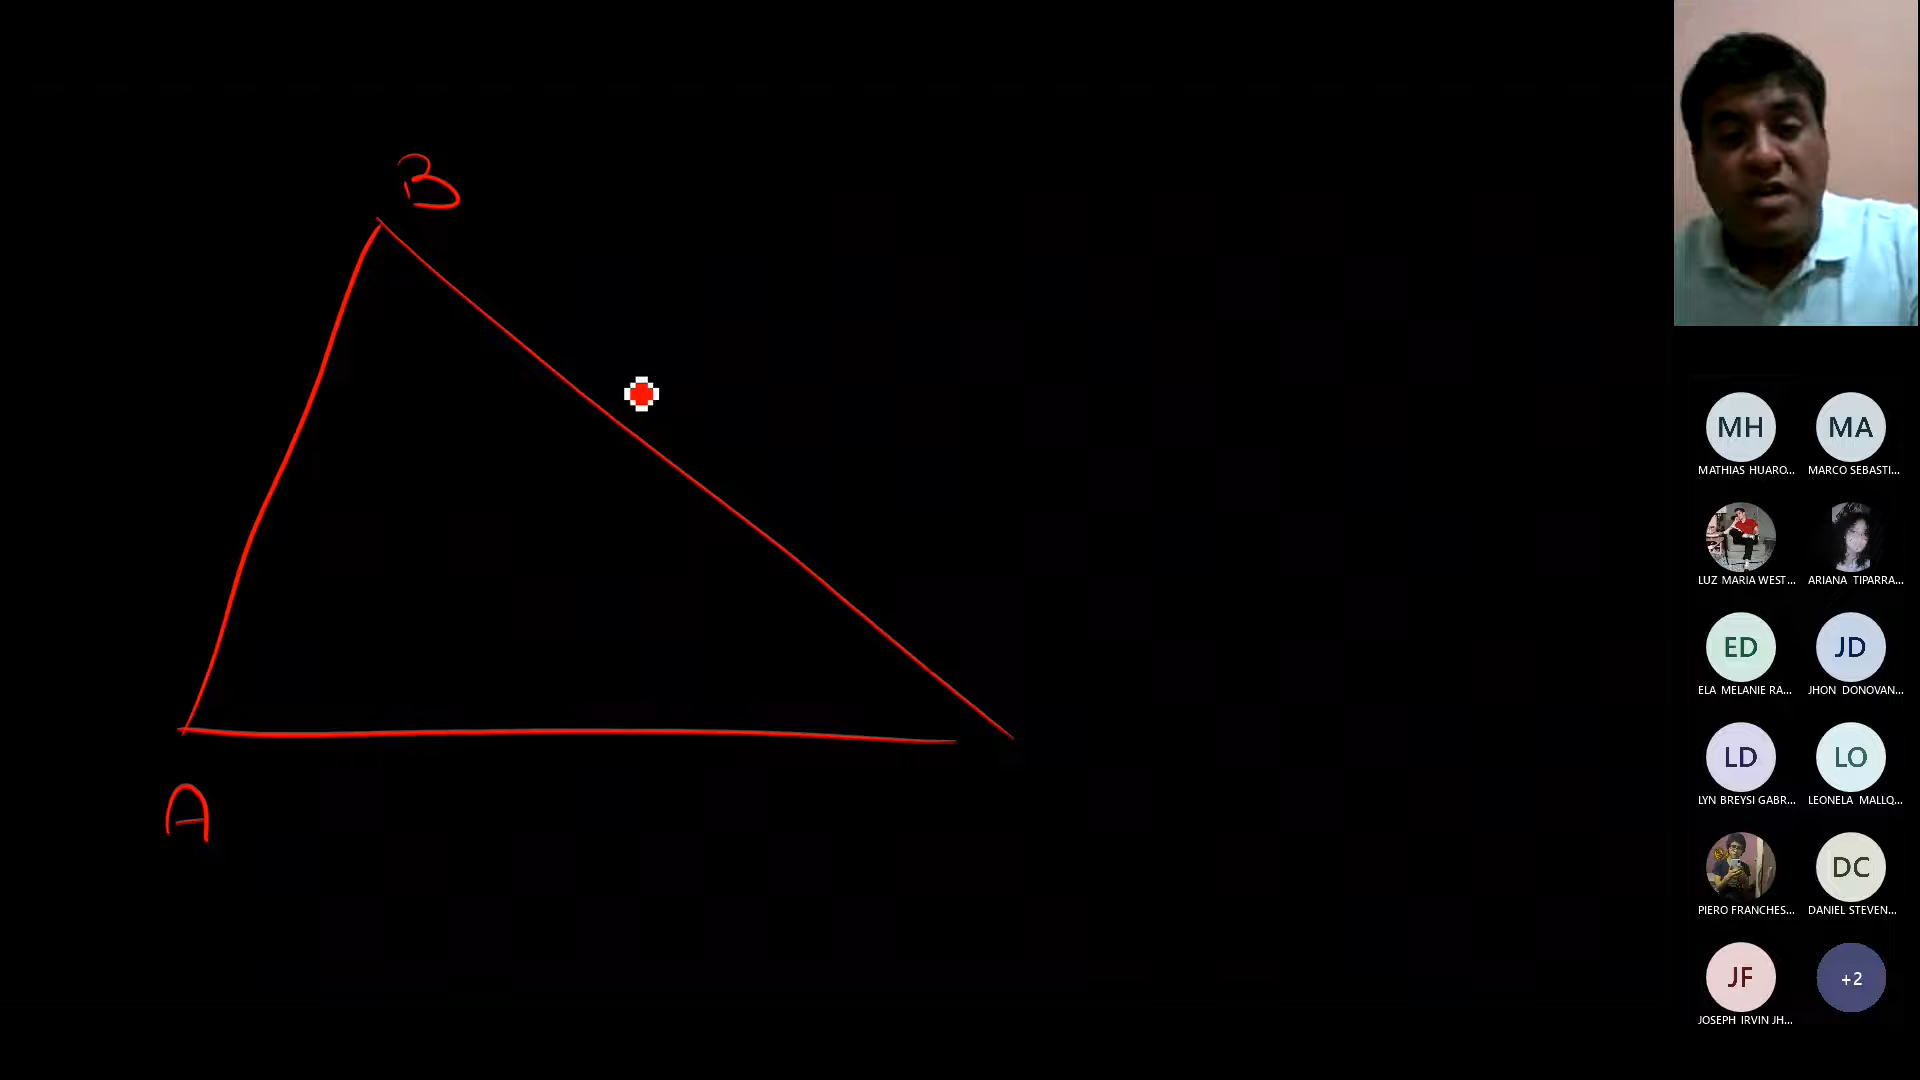 B
A
MH
MA
MATHIAS HUARO...
MARCO SEBASTI...
LUZ MARIA WEST...
ARIANA TIPARRA...
ED
JD
ELA MELANIE RA...
JHON DONOVAN...
LD
LO
LYN BREYSI GABR...
LEONELA MALLQ...
PIERO FRANCHES...
DC
DANIEL STEVEN...
JF
+2
JOSEPH IRVIN JH...